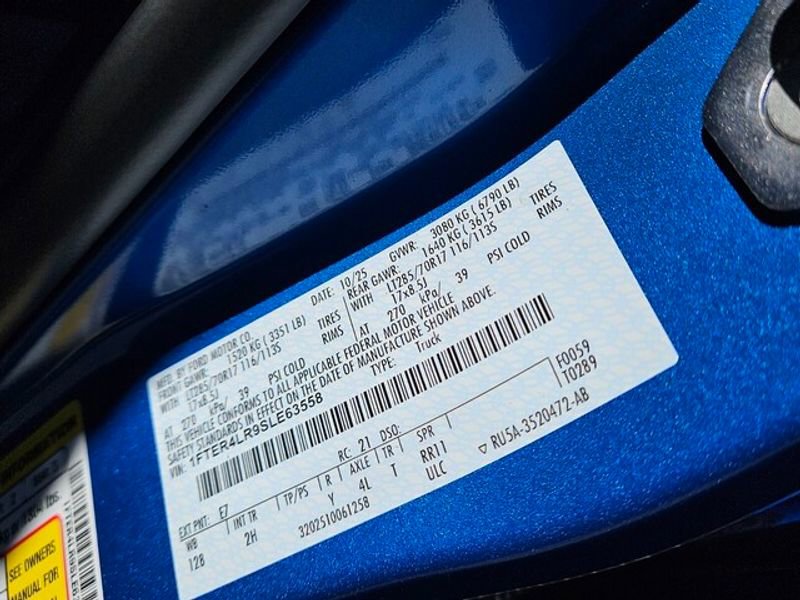 MFD. BY FORD MOTOR CO. DATE: 10/25 GVWR: 3080 KG ( 6790 LB)
FRONT GAWR: 1520 KG ( 3351 LB) REAR GAWR: 1640 KG ( 3615 LB)
WITH LT285/70R17 116/113S TIRES WITH LT285/70R17 116/113S TIRES
17x8.5J RIMS 17x8.5J RIMS
AT 270 kPa/ 39 PSI COLD AT 270 kPa/ 39 PSI COLD
THIS VEHICLE CONFORMS TO ALL APPLICABLE FEDERAL MOTOR VEHICLE
SAFETY STANDARDS IN EFFECT ON THE DATE OF MANUFACTURE SHOWN ABOVE.
VIN: 1FTER4LR9SLE63558 TYPE: Truck
F0059
T0289
EXT PNT: E7 RC: 21 DSO:
WB INT TR TP/PS R AXLE TR SPR
128 2H Y 4L T RR11
ULC
3202510061258
▽ RU5A-3520472-AB
SEE OWNERS
MANUAL FOR